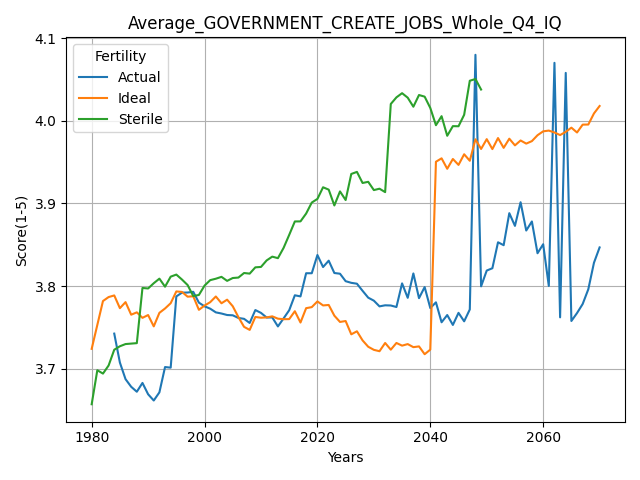 Average_GOVERNMENT_CREATE_JOBS_Whole_Q4_IQ
Fertility
Actual
Ideal
Sterile
Score(1-5)
4.1
4.0
3.9
3.8
3.7
1980
2000
2020
2040
2060
Years